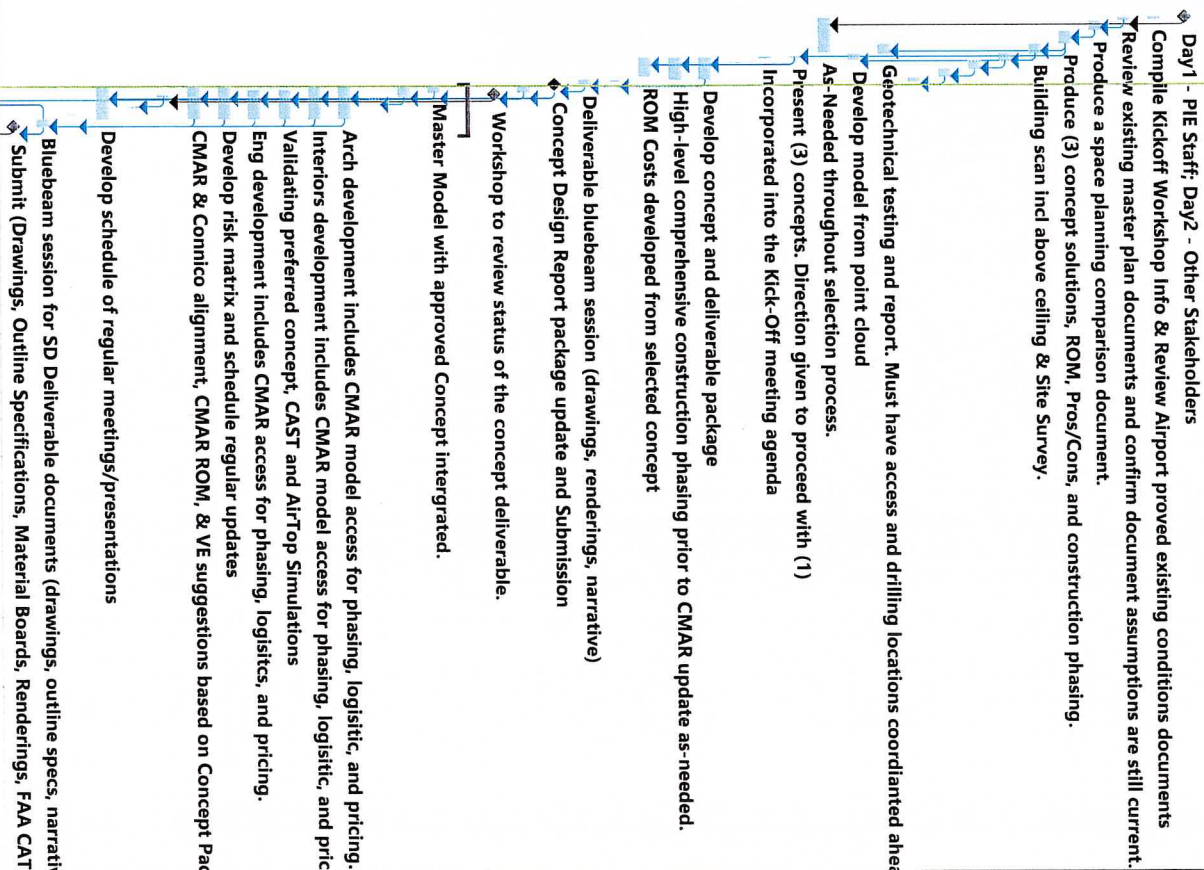 Day1 - PIE Staff; Day2 - Other Stakeholders
Compile Kickoff Workshop Info & Review Airport proved existing conditions documents
Review existing master plan documents and confirm document assumptions are still current.
Produce a space planning comparison document.
Produce (3) concept solutions, ROM, Pros/Cons, and construction phasing.
Building scan incl above ceiling & Site Survey.
Geotechnical testing and report. Must have access and drilling locations coordianted ahea
Develop model from point cloud
As-Needed throughout selection process.
Present (3) concepts. Direction given to proceed with (1)
Incorporated into the Kick-Off meeting agenda
Develop concept and deliverable package
High-level comprehensive construction phasing prior to CMAR update as-needed.
ROM Costs developed from selected concept
Deliverable bluebeam session (drawings, renderings, narrative)
Concept Design Report package update and Submission
Workshop to review status of the concept deliverable.
Master Model with approved Concept intergrated.
Arch development includes CMAR model access for phasing, logisitic, and pricing.
Interiors development includes CMAR model access for phasing, logisitic, and pric
Validating preferred concept, CAST and AirTop Simulations
Eng development includes CMAR access for phasing, logisitcs, and pricing.
Develop risk matrix and schedule regular updates
CMAR & Connico alignment, CMAR ROM, & VE suggestions based on Concept Pac
Develop schedule of regular meetings/presentations
Bluebeam session for SD Deliverable documents (drawings, outline specs, narrativ
Submit (Drawings, Outline Specifications, Material Boards, Renderings, FAA CAT